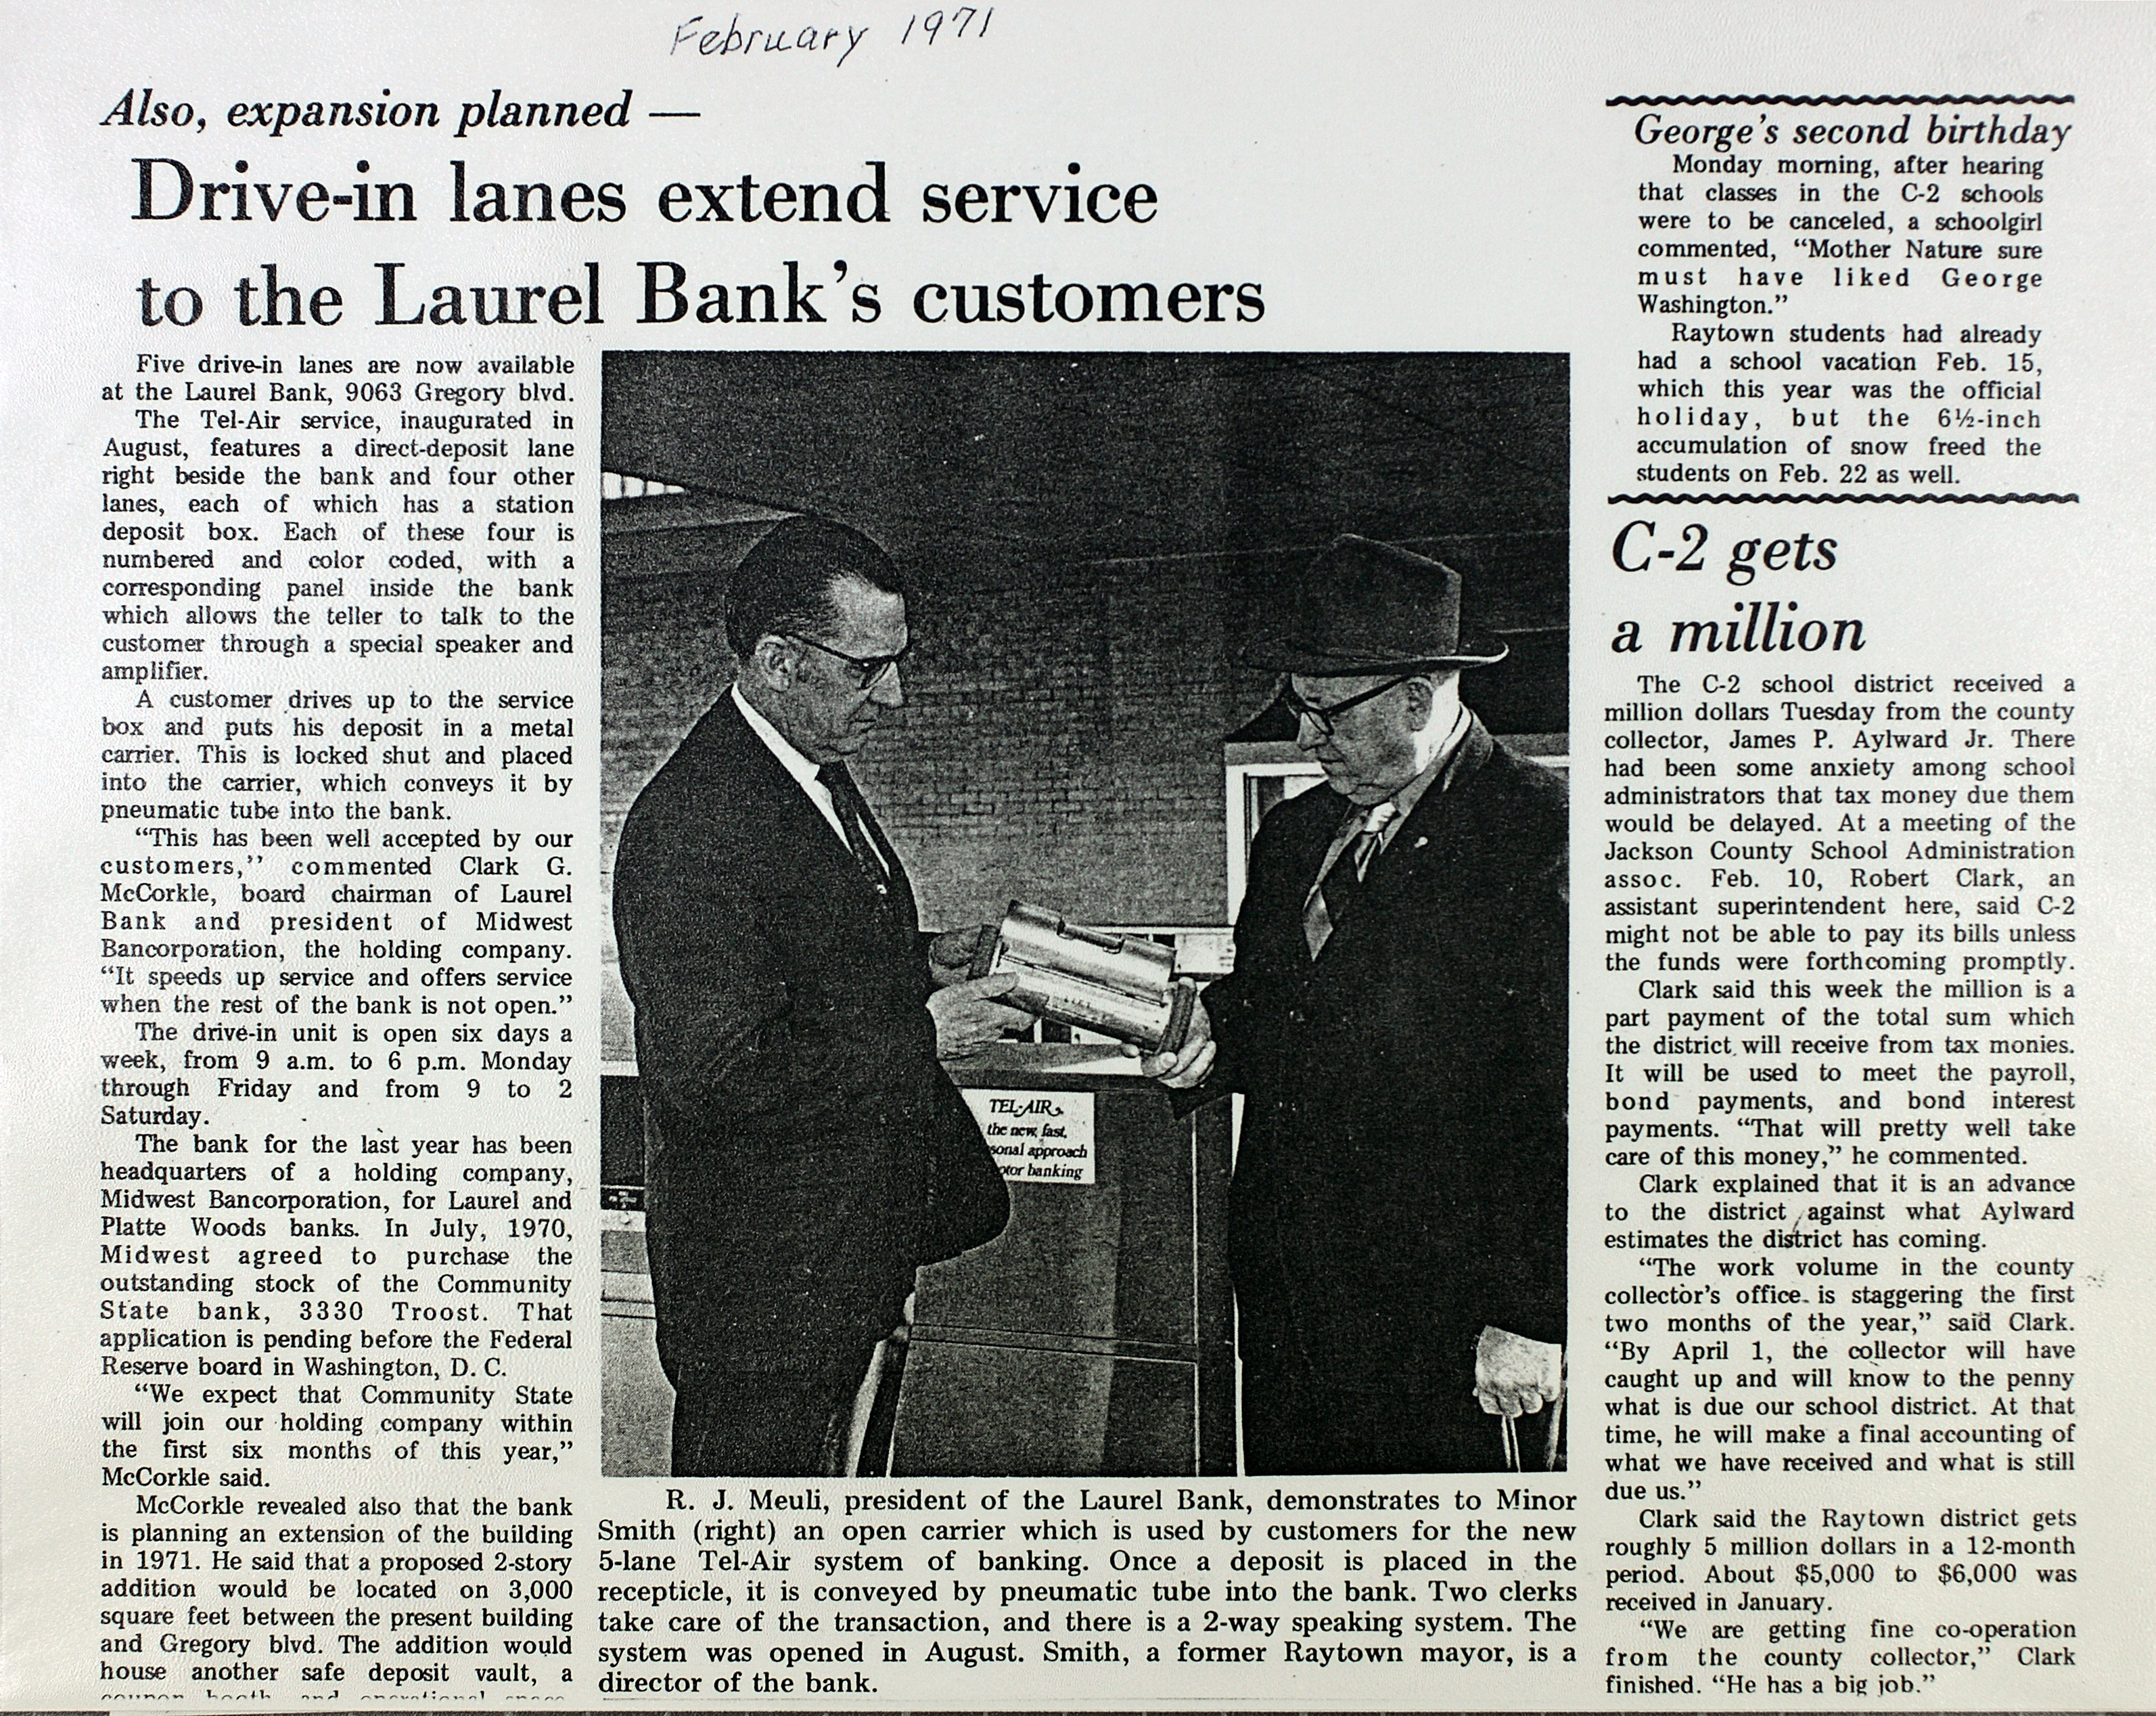 February 1971
Also, expansion planned —
Drive-in lanes extend service
to the Laurel Bank's customers
Five drive-in lanes are now available
at the Laurel Bank, 9063 Gregory blvd.
The Tel-Air service, inaugurated in
August, features a direct-deposit lane
right beside the bank and four other
lanes, each of which has a station
deposit box. Each of these four is
numbered and color coded, with a
corresponding panel inside the bank
which allows the teller to talk to the
customer through a special speaker and
amplifier.
A customer drives up to the service
box and puts his deposit in a metal
carrier. This is locked shut and placed
into the carrier, which conveys it by
pneumatic tube into the bank.
“This has been well accepted by our
customers,” commented Clark G.
McCorkle, board chairman of Laurel
Bank and president of Midwest
Bancorporation, the holding company.
“It speeds up service and offers service
when the rest of the bank is not open.”
The drive-in unit is open six days a
week, from 9 a.m. to 6 p.m. Monday
through Friday and from 9 to 2
Saturday.
The bank for the last year has been
headquarters of a holding company,
Midwest Bancorporation, for Laurel and
Platte Woods banks. In July, 1970,
Midwest agreed to purchase the
outstanding stock of the Community
State bank, 3330 Troost. That
application is pending before the Federal
Reserve board in Washington, D. C.
“We expect that Community State
will join our holding company within
the first six months of this year,”
McCorkle said.
McCorkle revealed also that the bank
is planning an extension of the building
in 1971. He said that a proposed 2-story
addition would be located on 3,000
square feet between the present building
and Gregory blvd. The addition would
house another safe deposit vault, a
TEL-AIR
the new, fast,
sonal approach
otor banking
R. J. Meuli, president of the Laurel Bank, demonstrates to Minor
Smith (right) an open carrier which is used by customers for the new
5-lane Tel-Air system of banking. Once a deposit is placed in the
recepticle, it is conveyed by pneumatic tube into the bank. Two clerks
take care of the transaction, and there is a 2-way speaking system. The
system was opened in August. Smith, a former Raytown mayor, is a
director of the bank.
George's second birthday
Monday morning, after hearing
that classes in the C-2 schools
were to be canceled, a schoolgirl
commented, “Mother Nature sure
must have liked George
Washington.”
Raytown students had already
had a school vacation Feb. 15,
which this year was the official
holiday, but the 6½-inch
accumulation of snow freed the
students on Feb. 22 as well.
C-2 gets
a million
The C-2 school district received a
million dollars Tuesday from the county
collector, James P. Aylward Jr. There
had been some anxiety among school
administrators that tax money due them
would be delayed. At a meeting of the
Jackson County School Administration
assoc. Feb. 10, Robert Clark, an
assistant superintendent here, said C-2
might not be able to pay its bills unless
the funds were forthcoming promptly.
Clark said this week the million is a
part payment of the total sum which
the district will receive from tax monies.
It will be used to meet the payroll,
bond payments, and bond interest
payments. “That will pretty well take
care of this money,” he commented.
Clark explained that it is an advance
to the district against what Aylward
estimates the district has coming.
“The work volume in the county
collector's office is staggering the first
two months of the year,” said Clark.
“By April 1, the collector will have
caught up and will know to the penny
what is due our school district. At that
time, he will make a final accounting of
what we have received and what is still
due us.”
Clark said the Raytown district gets
roughly 5 million dollars in a 12-month
period. About $5,000 to $6,000 was
received in January.
“We are getting fine co-operation
from the county collector,” Clark
finished. “He has a big job.”